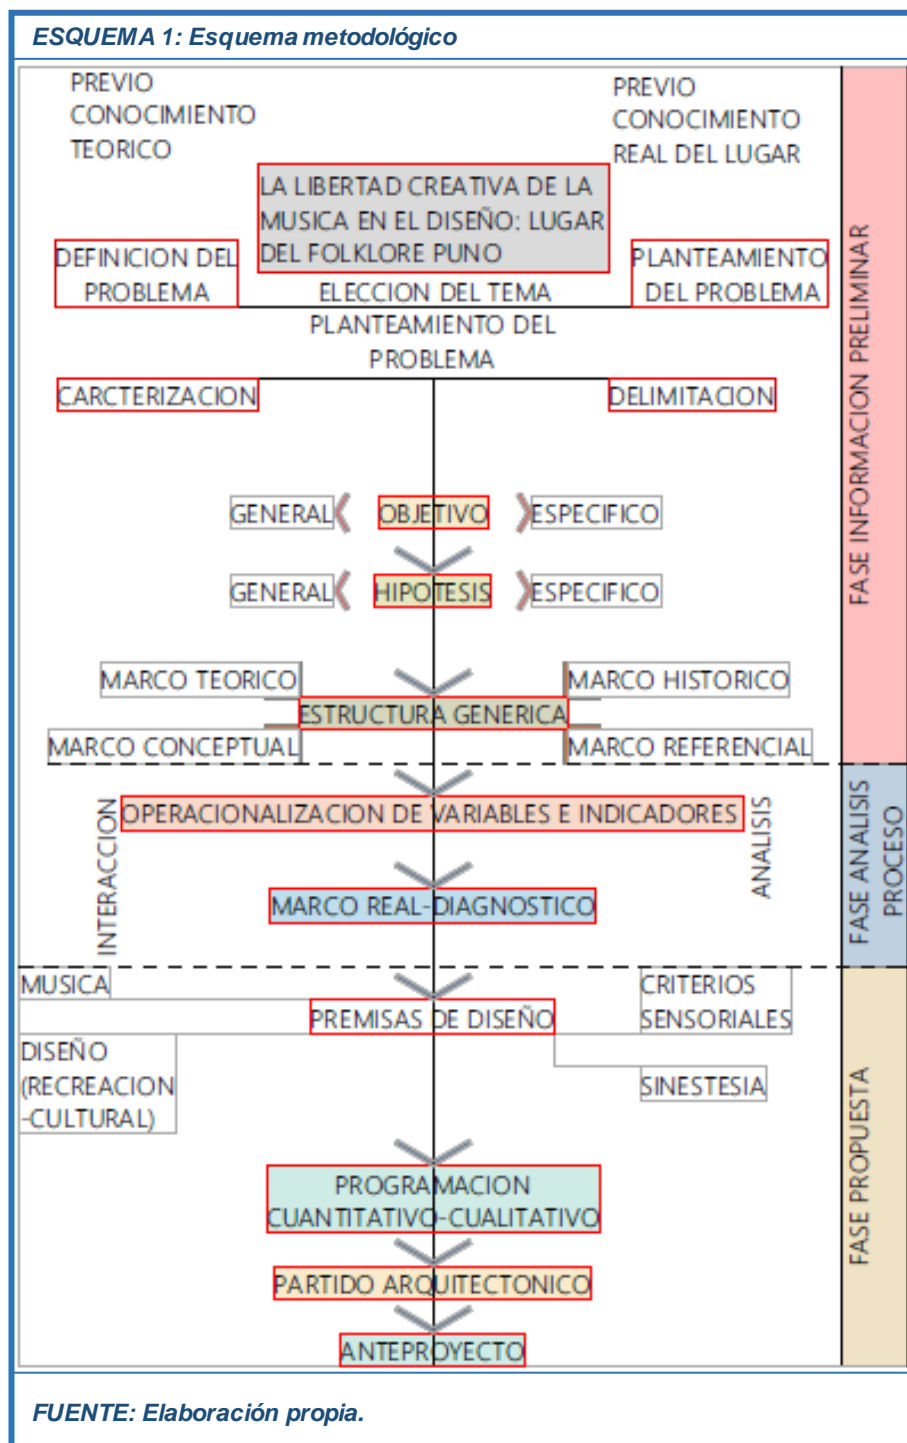 ESQUEMA 1: Esquema metodológico
PREVIO
CONOCIMIENTO
TEORICO
PREVIO
CONOCIMIENTO
REAL DEL LUGAR
LA LIBERTAD CREATIVA DE LA
MUSICA EN EL DISEÑO: LUGAR
DEL FOLKLORE PUNO
DEFINICION DEL
PROBLEMA
ELECCION DEL TEMA
PLANTEAMIENTO
DEL PROBLEMA
PLANTEAMIENTO DEL
PROBLEMA
CARCTERIZACION
DELIMITACION
GENERAL
OBJETIVO
ESPECIFICO
GENERAL
HIPOTESIS
ESPECIFICO
MARCO TEORICO
MARCO HISTORICO
ESTRUCTURA GENERICA
MARCO CONCEPTUAL
MARCO REFERENCIAL
FASE INFORMACION PRELIMINAR
OPERACIONALIZACION DE VARIABLES E INDICADORES
INTERACCION
ANALISIS
MARCO REAL-DIAGNOSTICO
FASE ANALISIS
PROCESO
MUSICA
PREMISAS DE DISEÑO
CRITERIOS
SENSORIALES
DISEÑO
(RECREACION
-CULTURAL)
SINESTESIA
PROGRAMACION
CUANTITATIVO-CUALITATIVO
PARTIDO ARQUITECTONICO
ANTEPROYECTO
FASE PROPUESTA
FUENTE: Elaboración propia.